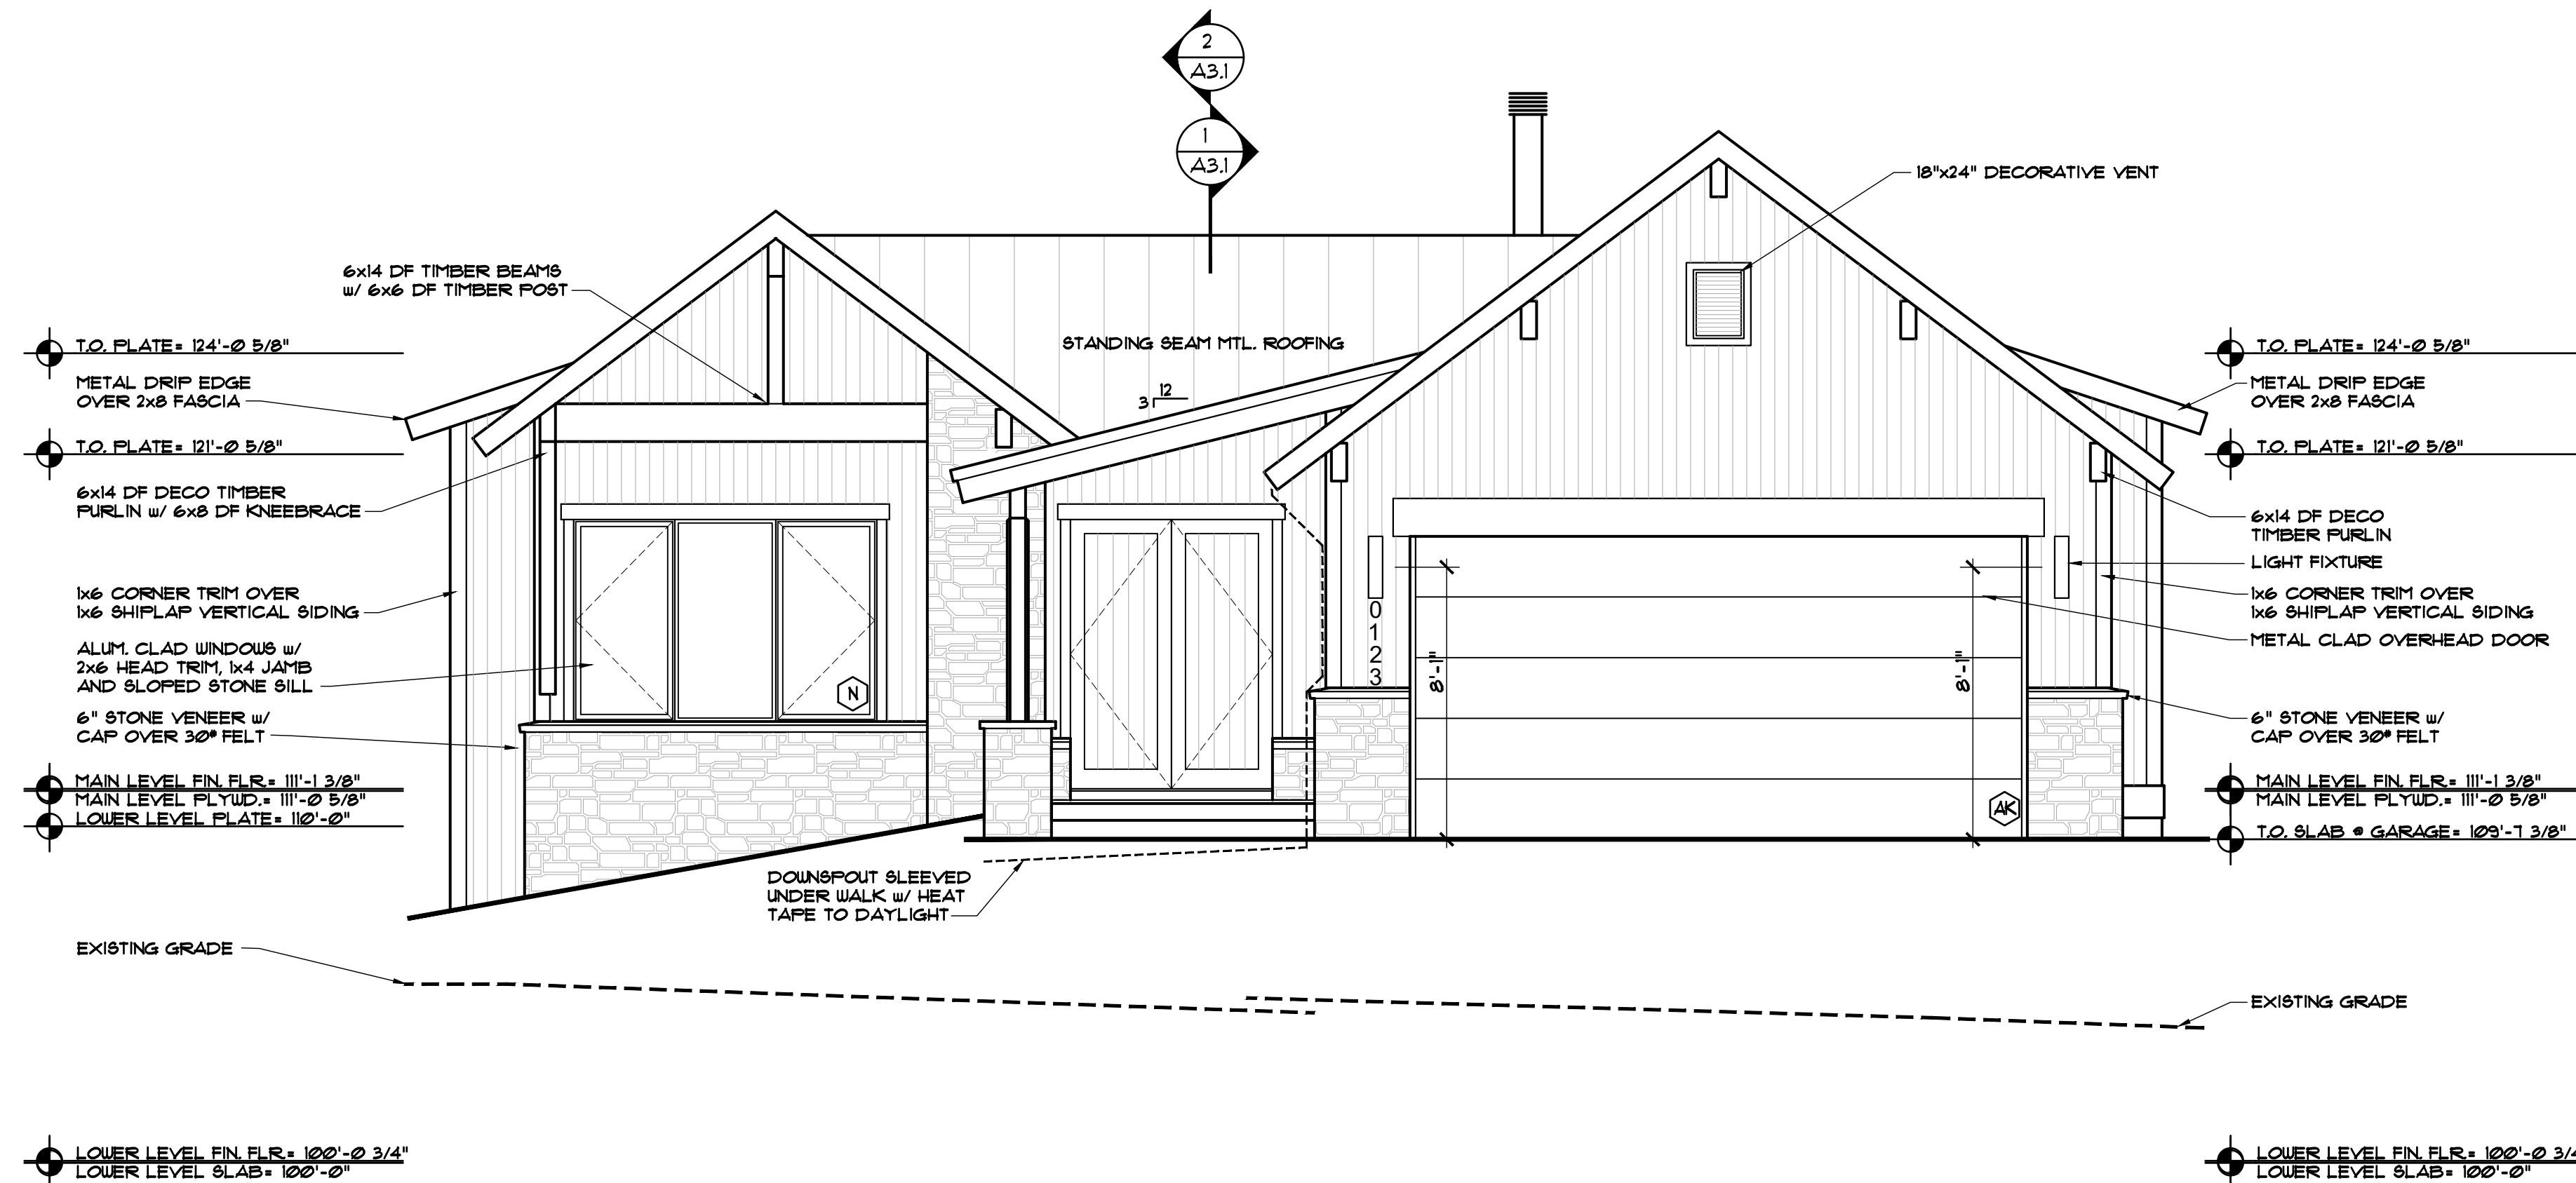 2
A3.1
1
A3.1
18"x24" DECORATIVE VENT
6x14 DF TIMBER BEAMS
w/ 6x6 DF TIMBER POST
STANDING SEAM MTL. ROOFING
12
3
T.O. PLATE= 124'-0 5/8"
METAL DRIP EDGE
OVER 2x8 FASCIA
T.O. PLATE= 121'-0 5/8"
6x14 DF DECO TIMBER
PURLIN w/ 6x8 DF KNEEBRACE
1x6 CORNER TRIM OVER
1x6 SHIPLAP VERTICAL SIDING
ALUM. CLAD WINDOWS w/
2x6 HEAD TRIM, 1x4 JAMB
AND SLOPED STONE SILL
6" STONE VENEER w/
CAP OVER 30# FELT
MAIN LEVEL FIN. FLR.= 111'-1 3/8"
MAIN LEVEL PLYWD.= 111'-0 5/8"
LOWER LEVEL PLATE= 110'-0"
N
0
1
2
3
8'-1"
8'-1"
AK
DOWNSPOUT SLEEVED
UNDER WALK w/ HEAT
TAPE TO DAYLIGHT
EXISTING GRADE
LOWER LEVEL FIN. FLR.= 100'-0 3/4"
LOWER LEVEL SLAB= 100'-0"
T.O. PLATE= 124'-0 5/8"
METAL DRIP EDGE
OVER 2x8 FASCIA
T.O. PLATE= 121'-0 5/8"
6x14 DF DECO
TIMBER PURLIN
LIGHT FIXTURE
1x6 CORNER TRIM OVER
1x6 SHIPLAP VERTICAL SIDING
METAL CLAD OVERHEAD DOOR
6" STONE VENEER w/
CAP OVER 30# FELT
MAIN LEVEL FIN. FLR.= 111'-1 3/8"
MAIN LEVEL PLYWD.= 111'-0 5/8"
T.O. SLAB @ GARAGE= 109'-7 3/8"
EXISTING GRADE
LOWER LEVEL FIN. FLR.= 100'-0 3/4
LOWER LEVEL SLAB= 100'-0"